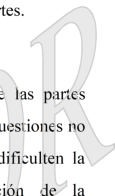 rtes.
e las partes
uestiones no
dificulten la
ción de la